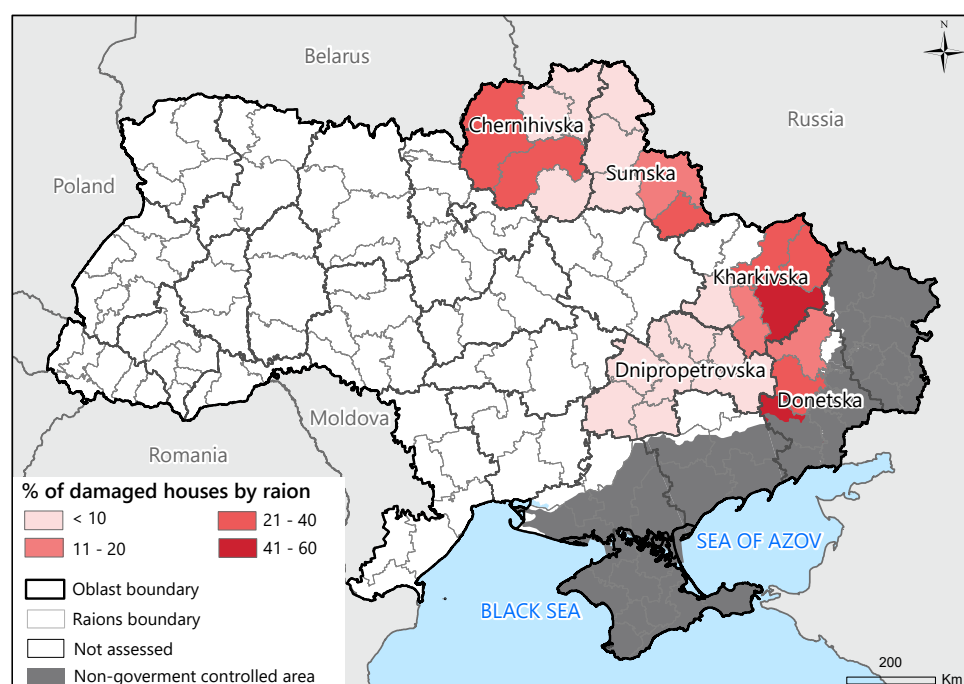 N
Belarus
Russia
Chernihivska
Poland
Sumska
Kharkivska
Dnipropetrovska
Donetska
Moldova
Romania
SEA OF AZOV
BLACK SEA
% of damaged houses by raion
< 10
21 - 40
11 - 20
41 - 60
Oblast boundary
Raions boundary
Not assessed
Non-goverment controlled area
200
Km